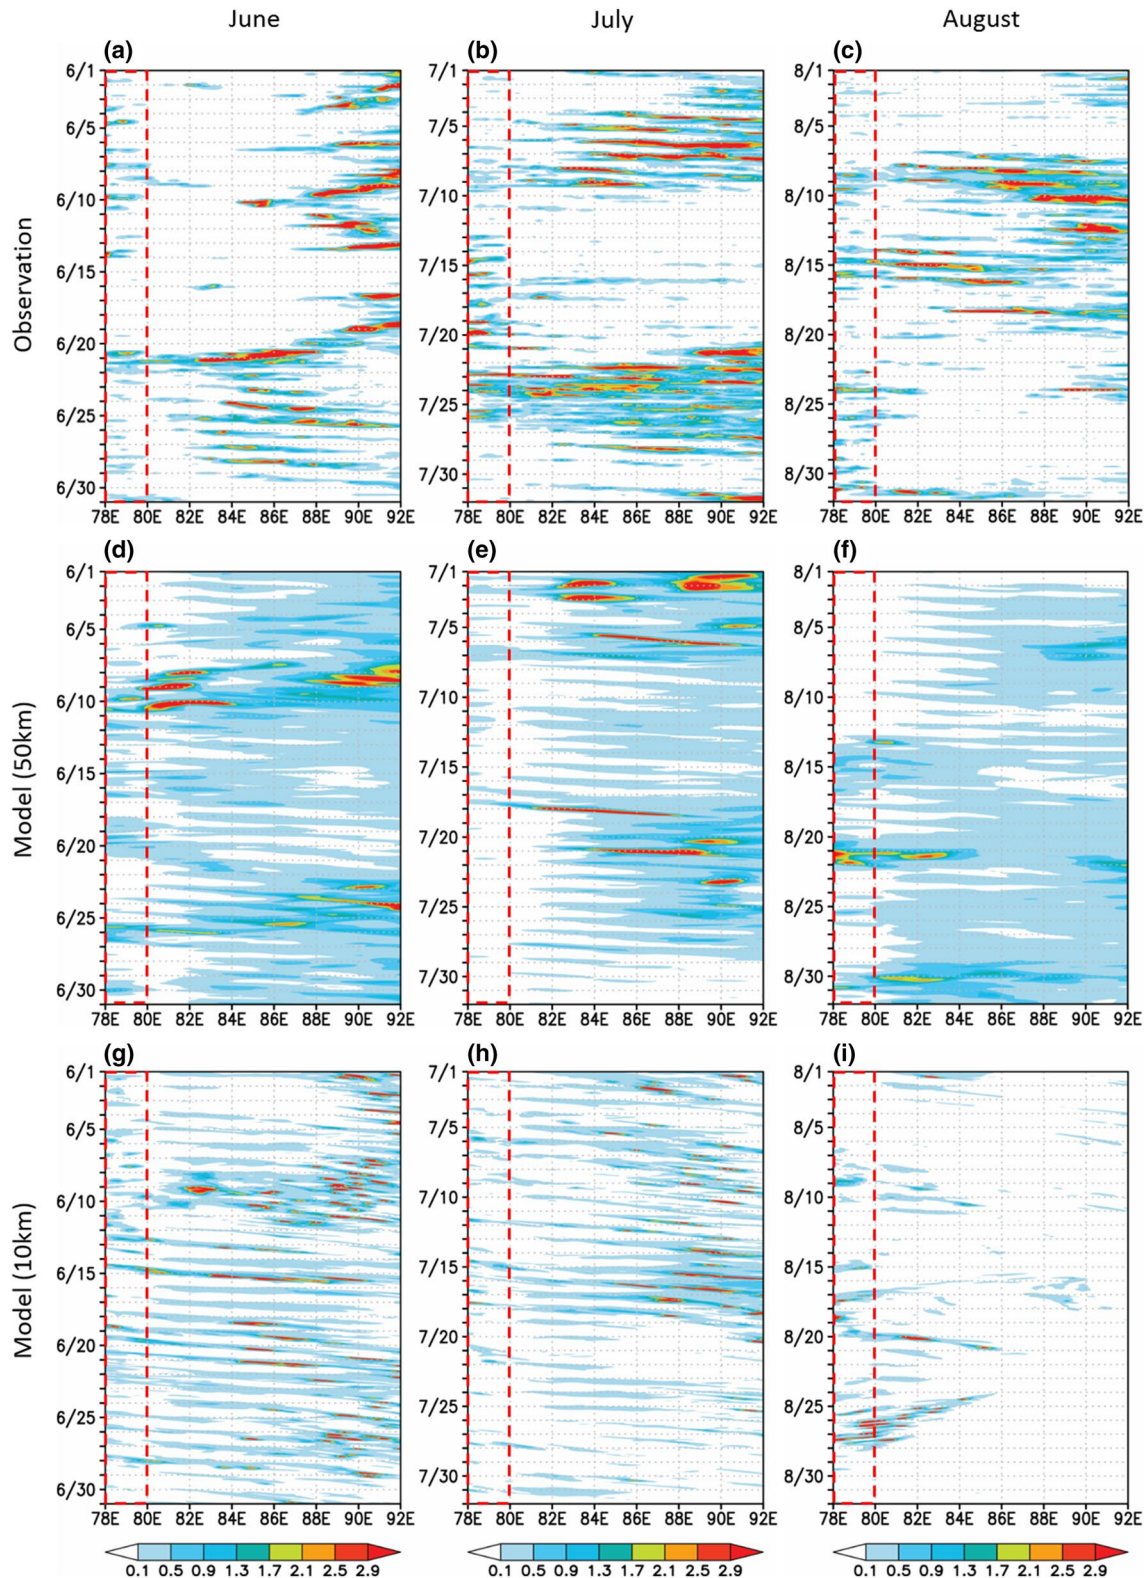 June July August
(a) (b) (c)
6/1 7/1 8/1
6/5 7/5 8/5
6/10 7/10 8/10
6/15 7/15 8/15
6/20 7/20 8/20
6/25 7/25 8/25
6/30 7/30 8/30
Observation
78E 80E 82E 84E 86E 88E 90E 92E 78E 80E 82E 84E 86E 88E 90E 92E 78E 80E 82E 84E 86E 88E 90E 92E
(d) (e) (f)
6/1 7/1 8/1
6/5 7/5 8/5
6/10 7/10 8/10
6/15 7/15 8/15
6/20 7/20 8/20
6/25 7/25 8/25
6/30 7/30 8/30
Model (50km)
78E 80E 82E 84E 86E 88E 90E 92E 78E 80E 82E 84E 86E 88E 90E 92E 78E 80E 82E 84E 86E 88E 90E 92E
(g) (h) (i)
6/1 7/1 8/1
6/5 7/5 8/5
6/10 7/10 8/10
6/15 7/15 8/15
6/20 7/20 8/20
6/25 7/25 8/25
6/30 7/30 8/30
Model (10km)
78E 80E 82E 84E 86E 88E 90E 92E 78E 80E 82E 84E 86E 88E 90E 92E 78E 80E 82E 84E 86E 88E 90E 92E
0.1 0.5 0.9 1.3 1.7 2.1 2.5 2.9 0.1 0.5 0.9 1.3 1.7 2.1 2.5 2.9 0.1 0.5 0.9 1.3 1.7 2.1 2.5 2.9